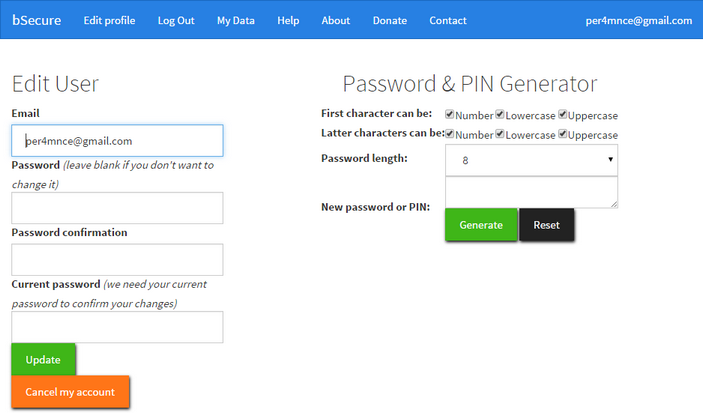 bSecure Edit profile Log Out My Data Help About Donate Contact per4mnce@gmail.com
Edit User
Email
per4mnce@gmail.com
Password (leave blank if you don't want to
change it)
Password confirmation
Current password (we need your current
password to confirm your changes)
Update
Cancel my account
Password & PIN Generator
First character can be: Number Lowercase Uppercase
Latter characters can be: Number Lowercase Uppercase
Password length: 8
New password or PIN:
Generate Reset